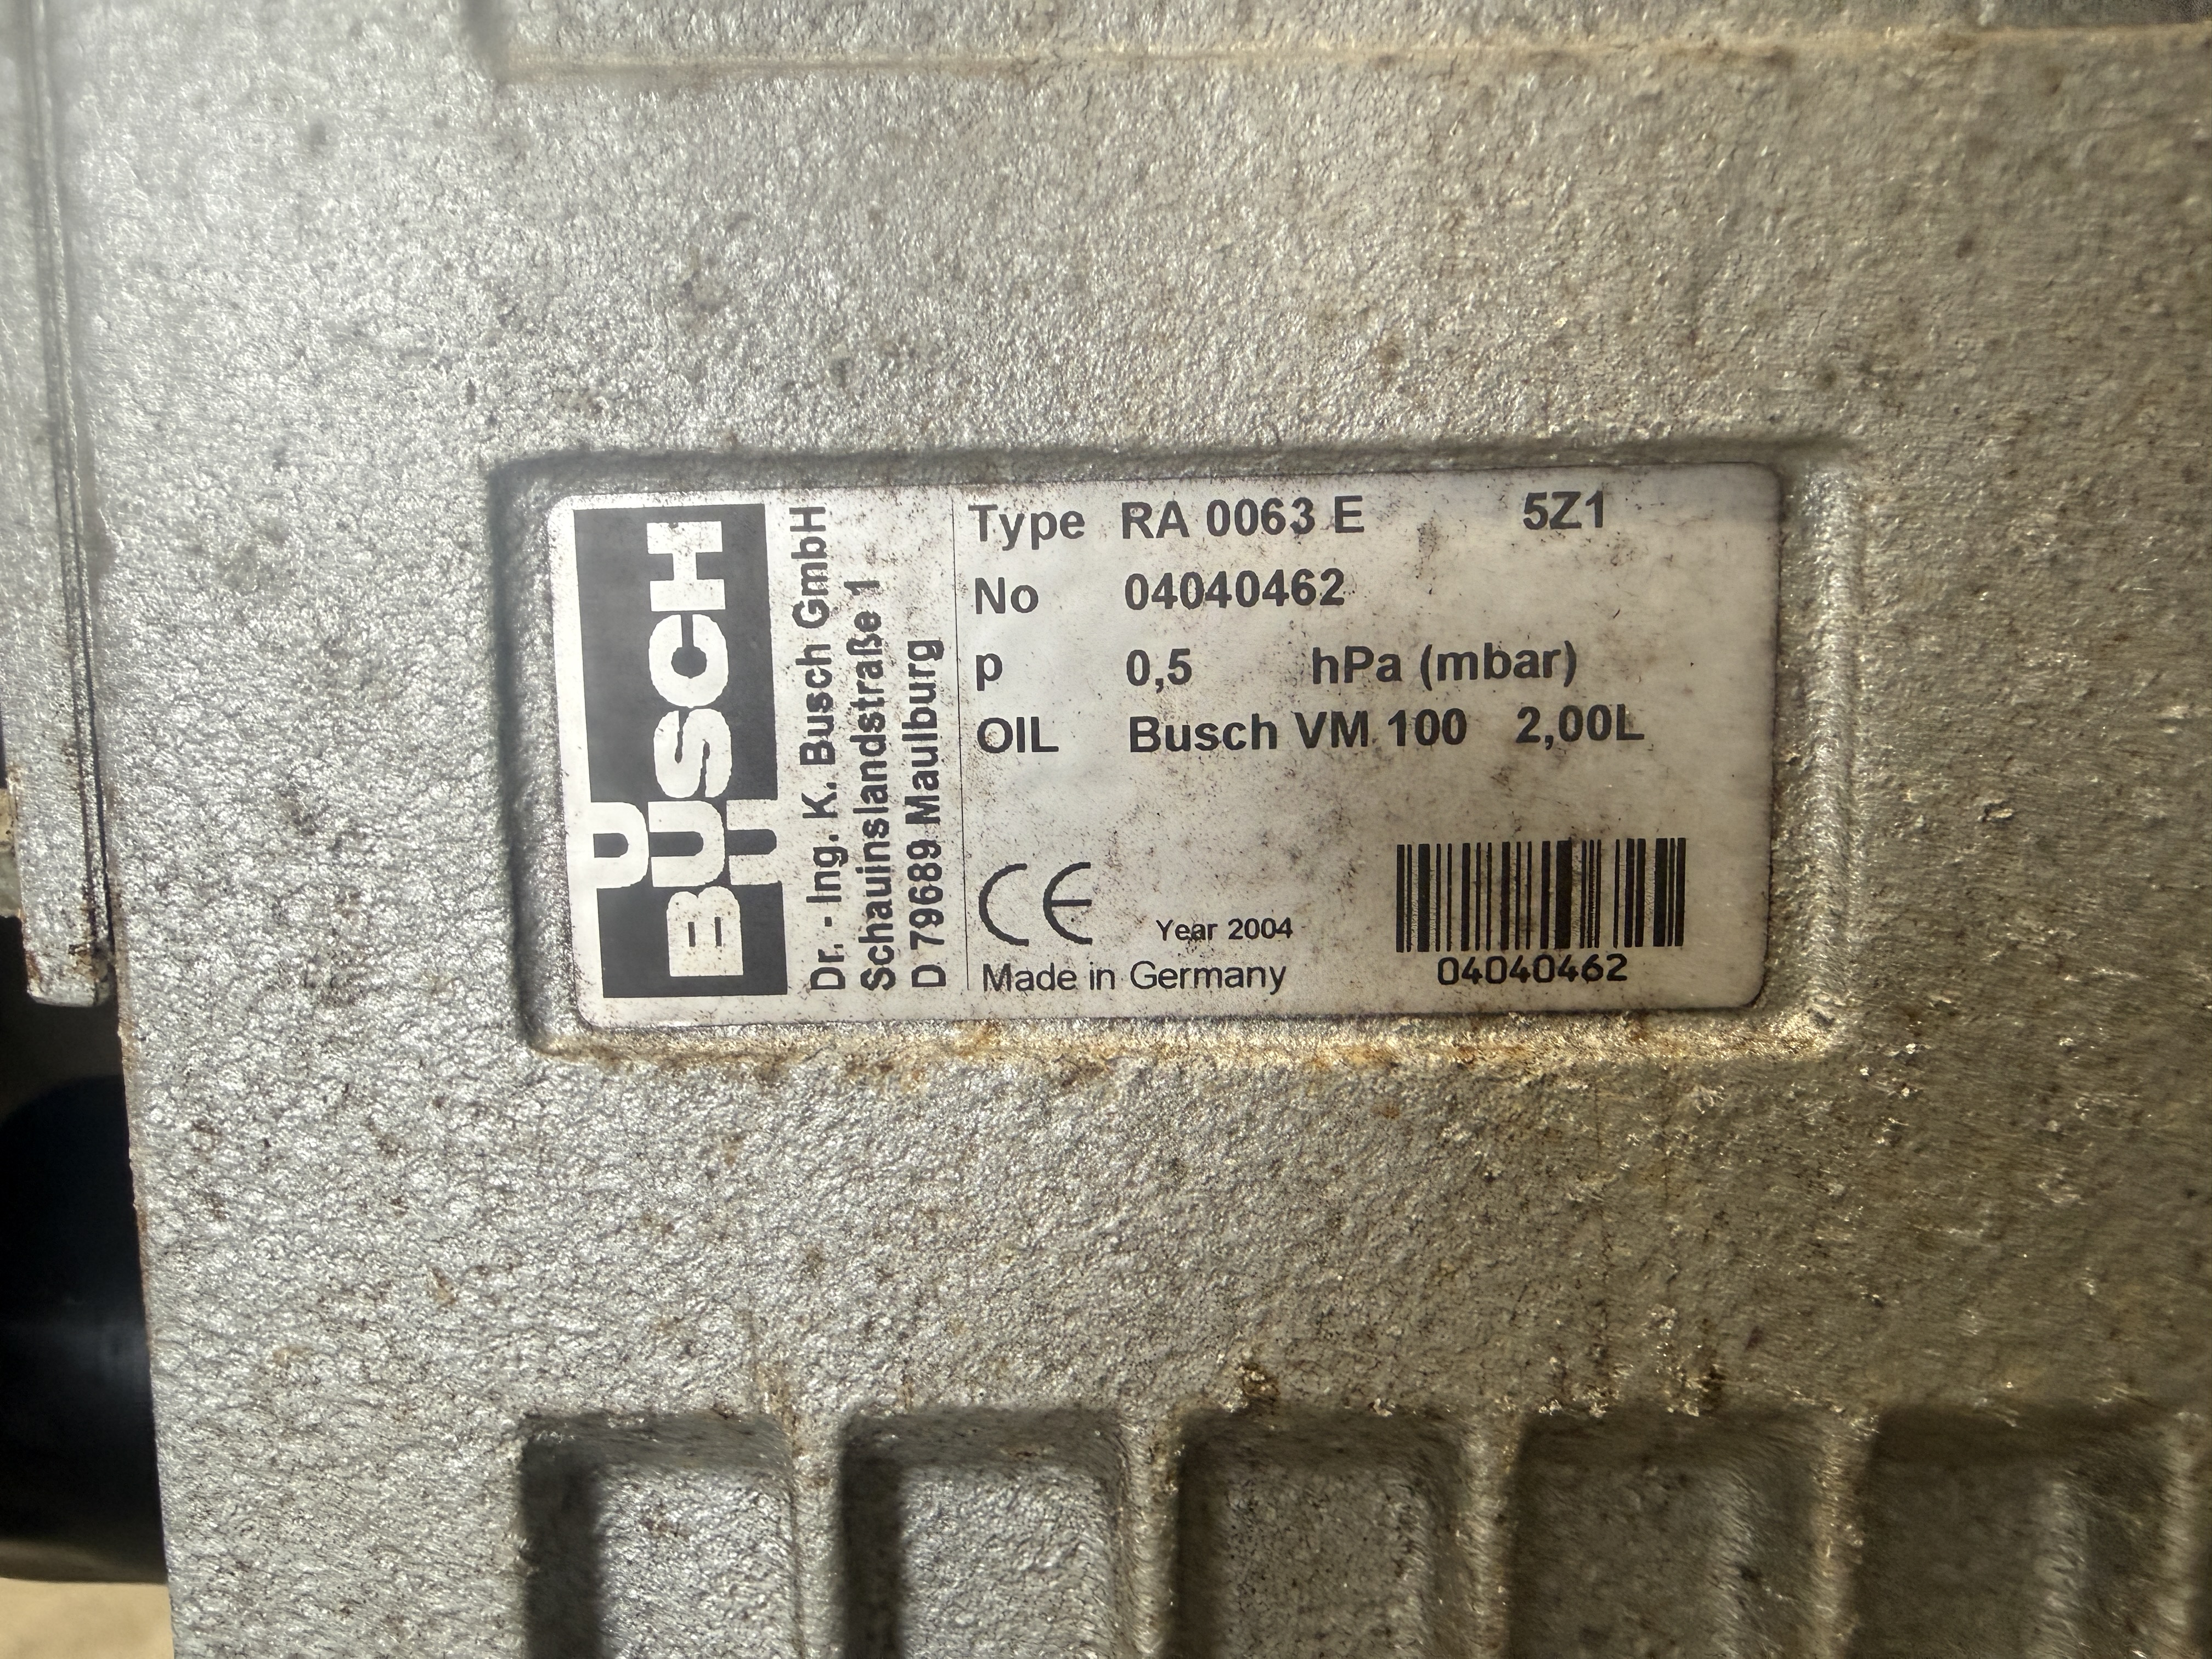 BUSCH
Dr. - Ing. K. Busch GmbH
Schauinslandstraße 1
D 79689 Maulburg
Type RA 0063 E 5Z1
No 04040462
p 0,5 hPa (mbar)
OIL Busch VM 100 2,00L
CE Year 2004
Made in Germany
04040462